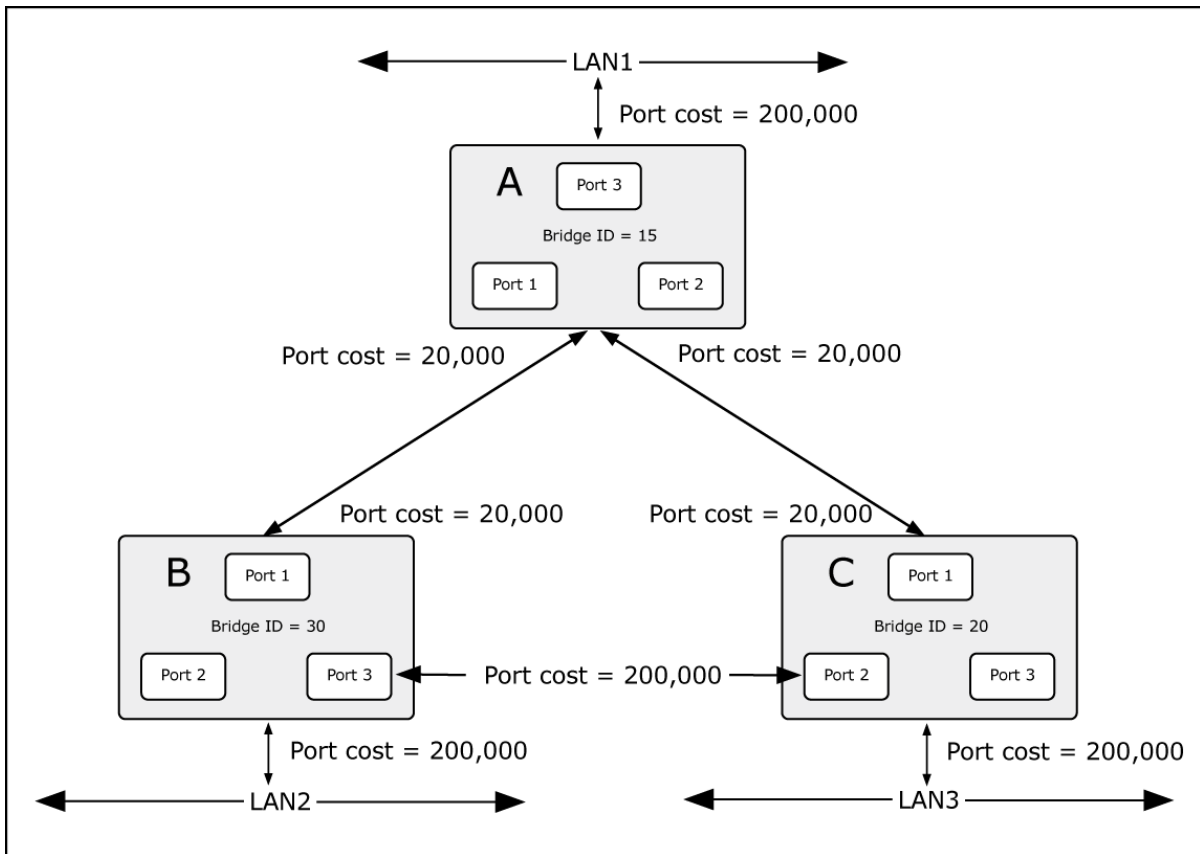 LAN1
Port cost = 200,000
A
Port 3
Bridge ID = 15
Port 1
Port 2
Port cost = 20,000
Port cost = 20,000
Port cost = 20,000
Port cost = 20,000
B
Port 1
Bridge ID = 30
Port 2
Port 3
C
Port 1
Bridge ID = 20
Port 2
Port 3
Port cost = 200,000
Port cost = 200,000
LAN2
Port cost = 200,000
LAN3